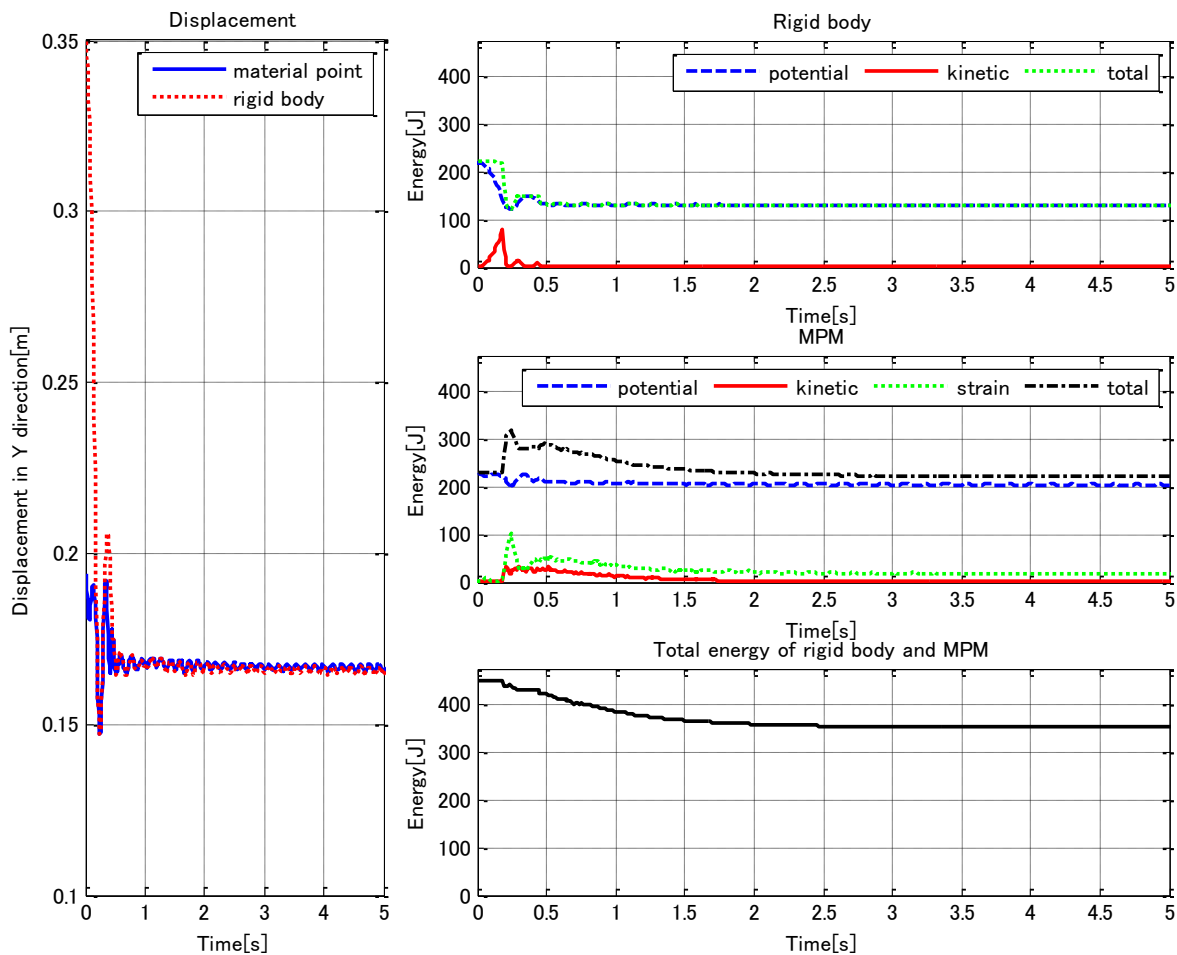 Displacement
0.35
0.3
0.25
0.2
0.15
0.1
Displacement in Y direction[m]
material point
rigid body
0 1 2 3 4 5
Time[s]
Rigid body
400
300
200
100
0
Energy[J]
potential kinetic total
0 0.5 1 1.5 2 2.5 3 3.5 4 4.5 5
Time[s]
MPM
400
300
200
100
0
Energy[J]
potential kinetic strain total
0 0.5 1 1.5 2 2.5 3 3.5 4 4.5 5
Time[s]
Total energy of rigid body and MPM
400
300
200
100
0
Energy[J]
0 0.5 1 1.5 2 2.5 3 3.5 4 4.5 5
Time[s]